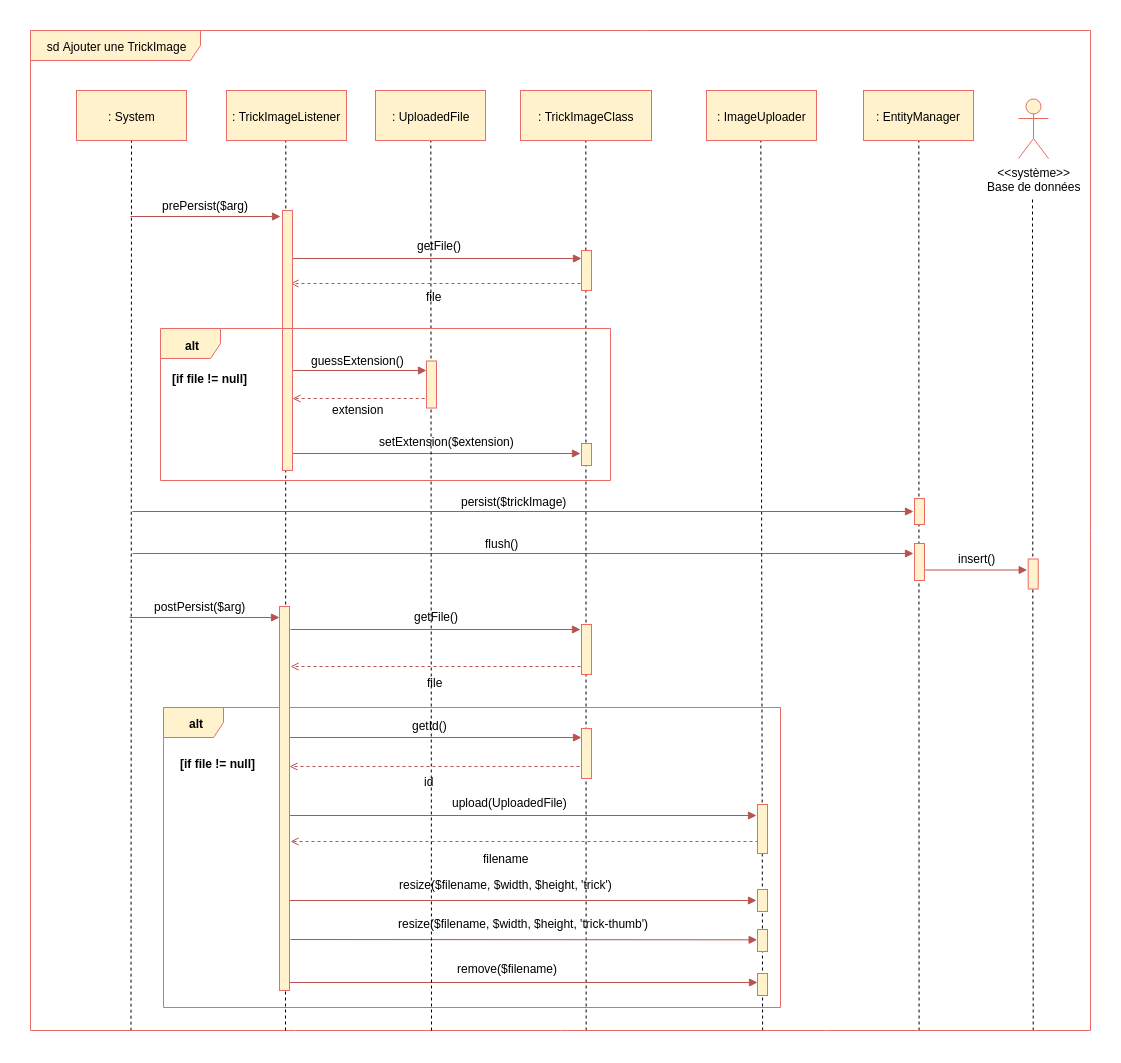 sd Ajouter une TrickImage
: System
: TrickImageListener
: UploadedFile
: TrickImageClass
: ImageUploader
: EntityManager
<<système>>
Base de données
prePersist($arg)
getFile()
file
alt
[if file != null]
guessExtension()
extension
setExtension($extension)
persist($trickImage)
flush()
insert()
postPersist($arg)
getFile()
file
alt
getId()
[if file != null]
id
upload(UploadedFile)
filename
resize($filename, $width, $height, 'trick')
resize($filename, $width, $height, 'trick-thumb')
remove($filename)